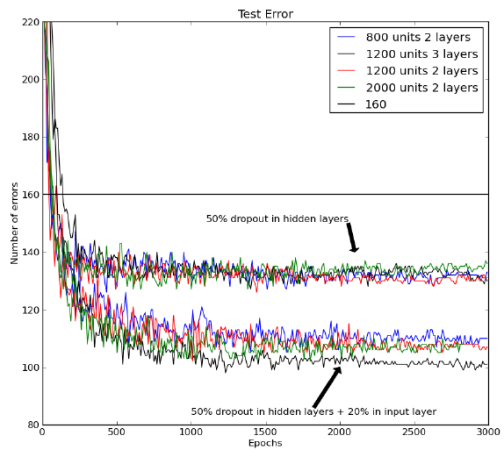 Test Error
220
200
180
160
140
120
100
80
Number of errors
800 units 2 layers
1200 units 3 layers
1200 units 2 layers
2000 units 2 layers
160
50% dropout in hidden layers
50% dropout in hidden layers + 20% in input layer
0
500
1000
1500
2000
2500
3000
Epochs